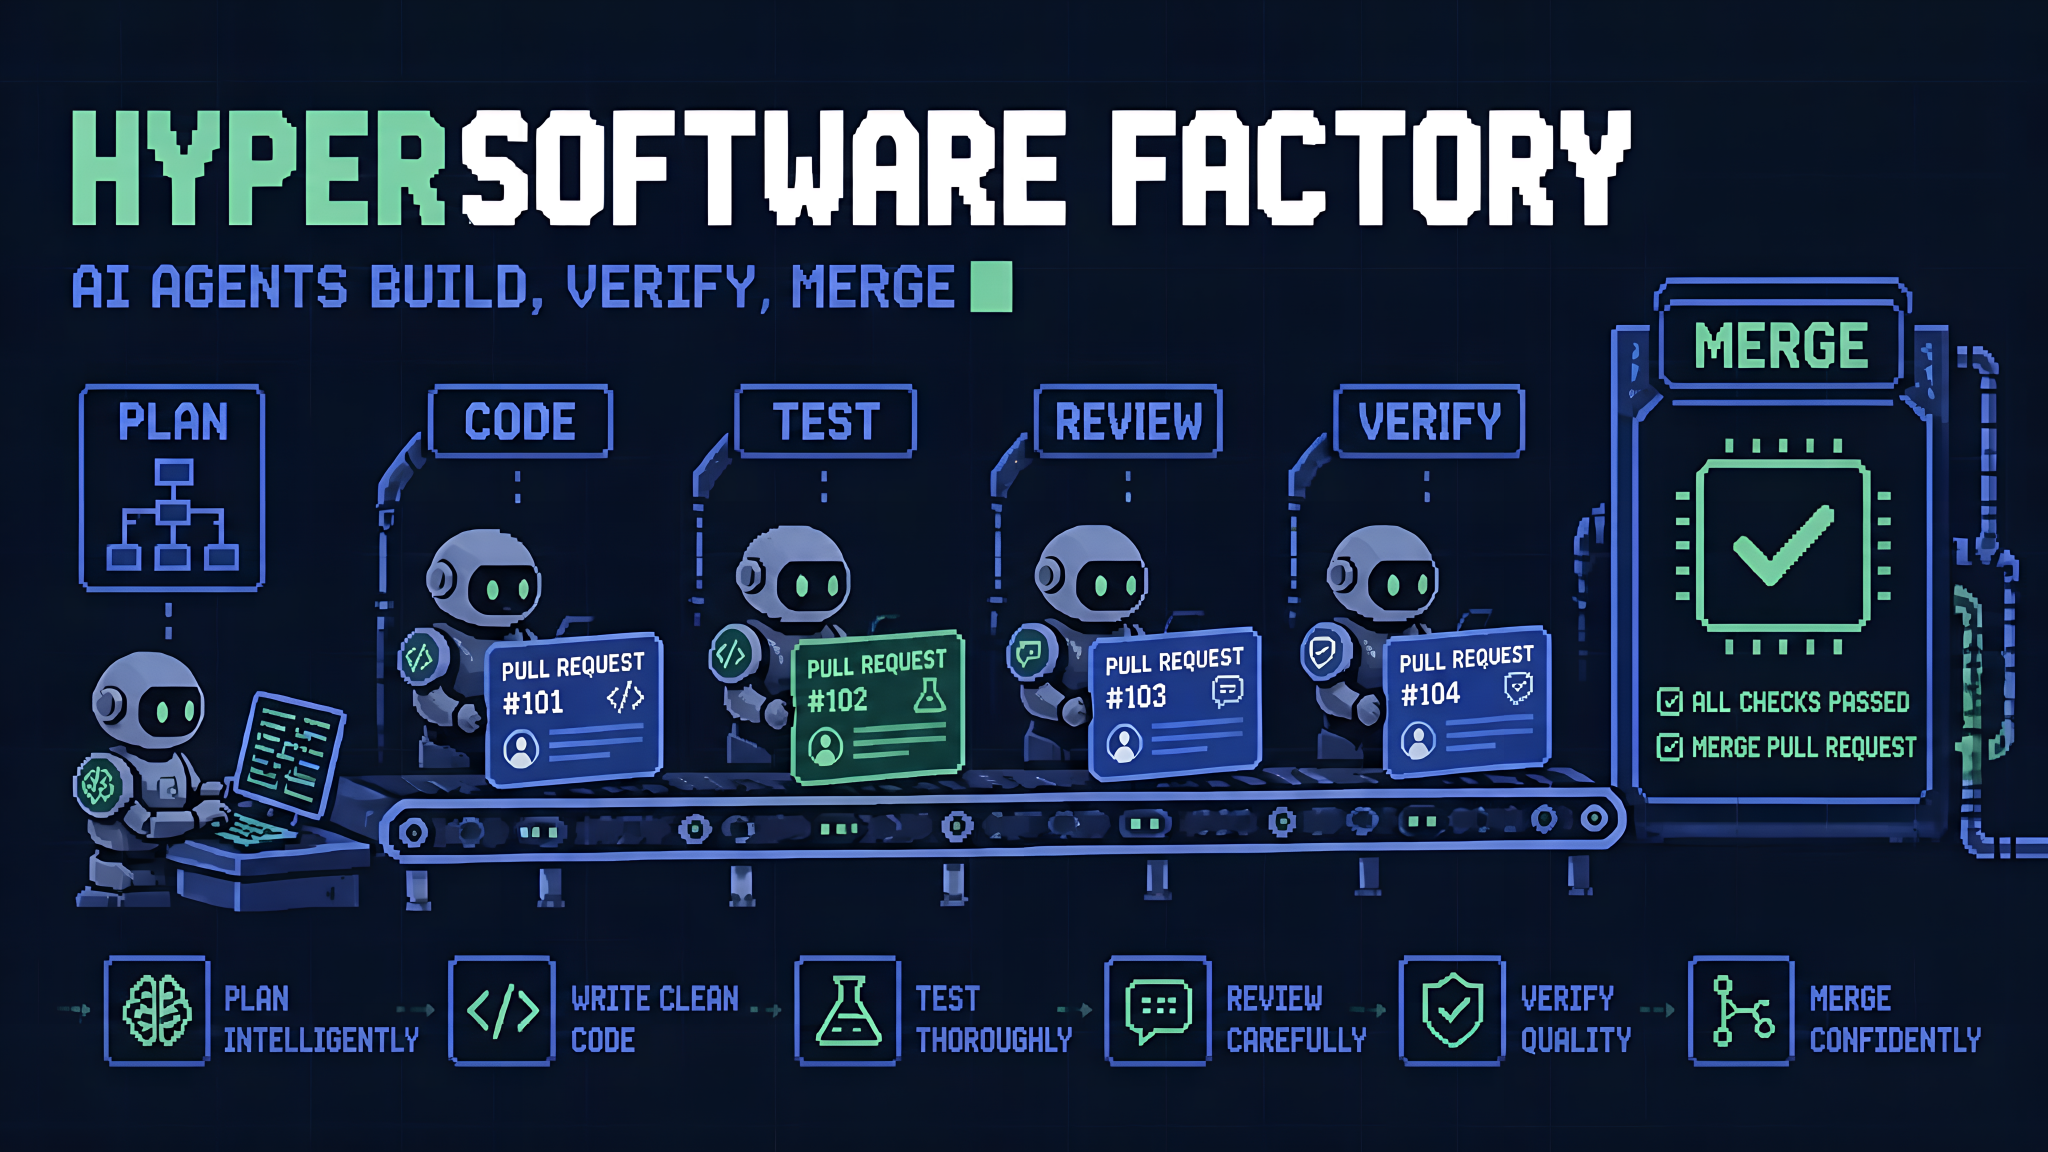 HYPERSOFTWARE FACTORY
AI AGENTS BUILD, VERIFY, MERGE
PLAN
CODE
TEST
REVIEW
VERIFY
MERGE
PULL REQUEST
#101
</>
PULL REQUEST
#102
PULL REQUEST
#103
PULL REQUEST
#104
ALL CHECKS PASSED
MERGE PULL REQUEST
PLAN
INTELLIGENTLY
</>
WRITE CLEAN
CODE
TEST
THOROUGHLY
REVIEW
CAREFULLY
VERIFY
QUALITY
MERGE
CONFIDENTLY